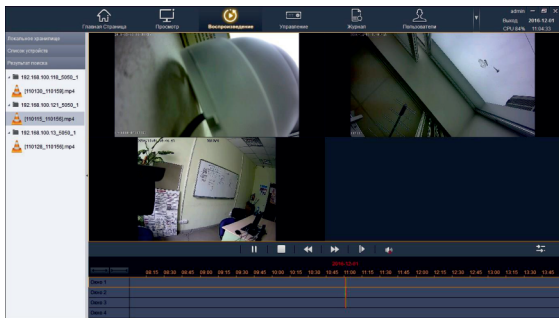 admin
Главная Страница
Просмотр
Воспроизведение
Управление
Журнал
Пользователи
Выход 2016-12-01
CPU 84% 11:04:33
Локальное хранилище
Список устройств
Результат поиска
192.168.100.118_5050_1
[110130_110159].mp4
192.168.100.121_5050_1
[110115_110156].mp4
192.168.100.13_5050_1
[110128_110156].mp4
2016-12-01
08:15 08:30 08:45 09:00 09:15 09:30 09:45 10:00 10:15 10:30 10:45 11:00 11:15 11:30 11:45 12:00 12:15 12:30 12:45 13:00 13:15 13:30 13:45
Окно 1
Окно 2
Окно 3
Окно 4